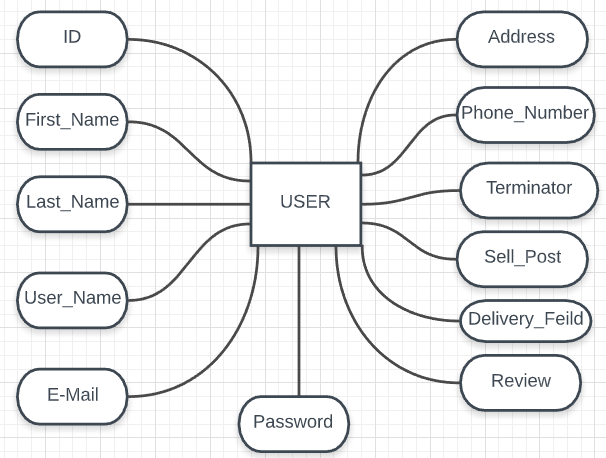 ID
First_Name
Last_Name
User_Name
E-Mail
USER
Password
Address
Phone_Number
Terminator
Sell_Post
Delivery_Feild
Review